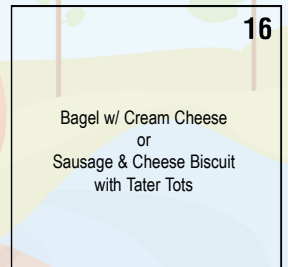 16
Bagel w/ Cream Cheese
or
Sausage & Cheese Biscuit
with Tater Tots